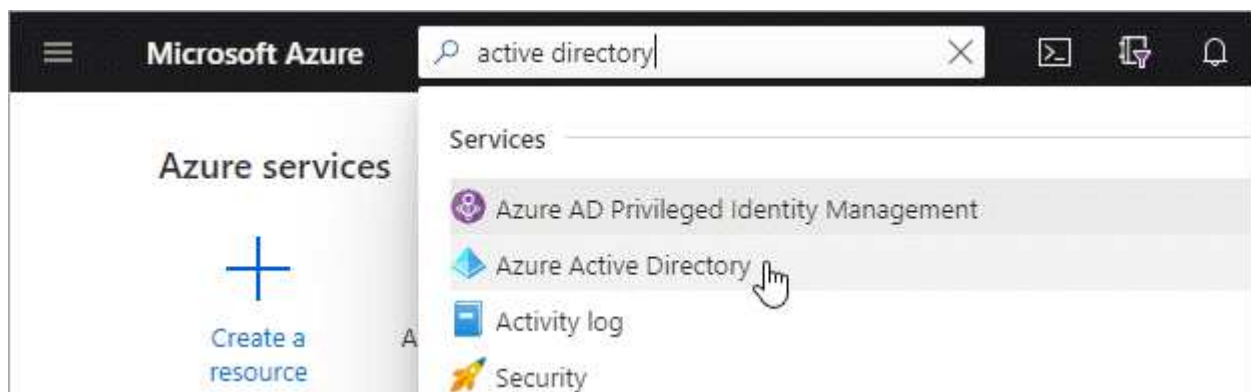 Microsoft Azure
active directory
Azure services
Services
Azure AD Privileged Identity Management
Azure Active Directory
Activity log
Security
Create a
resource
A